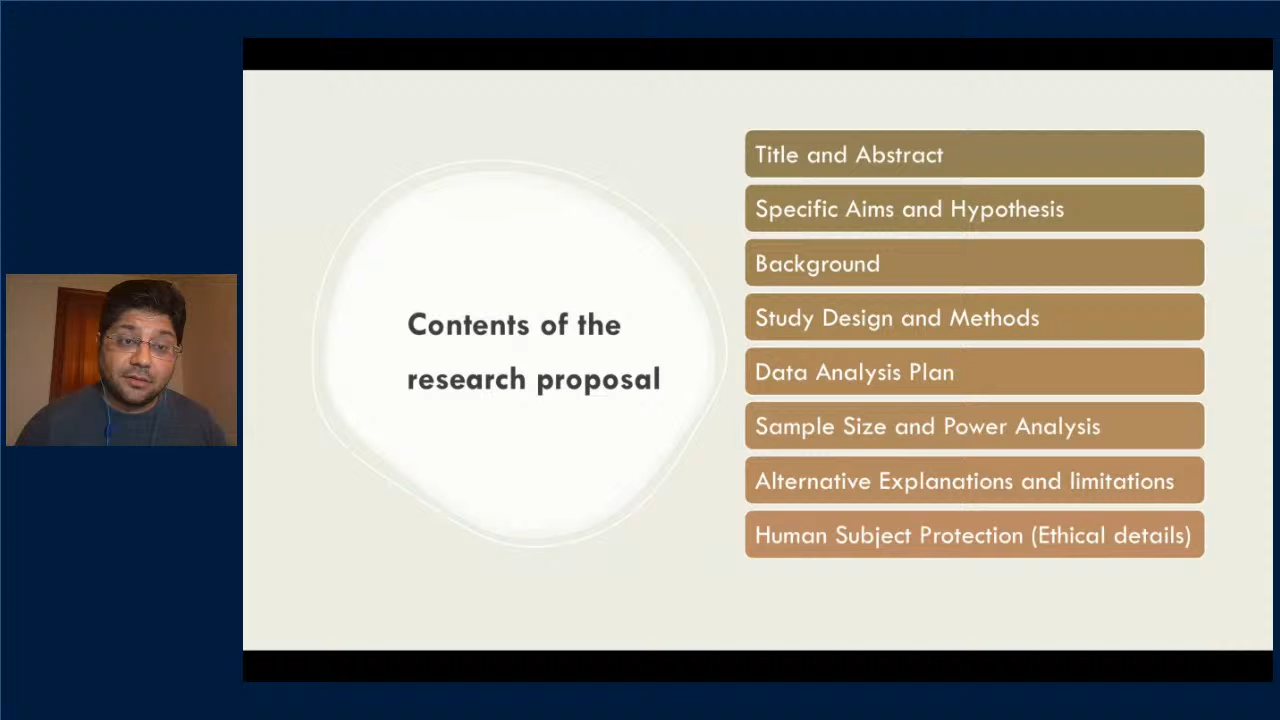 Contents of the
research proposal
Title and Abstract
Specific Aims and Hypothesis
Background
Study Design and Methods
Data Analysis Plan
Sample Size and Power Analysis
Alternative Explanations and limitations
Human Subject Protection (Ethical details)